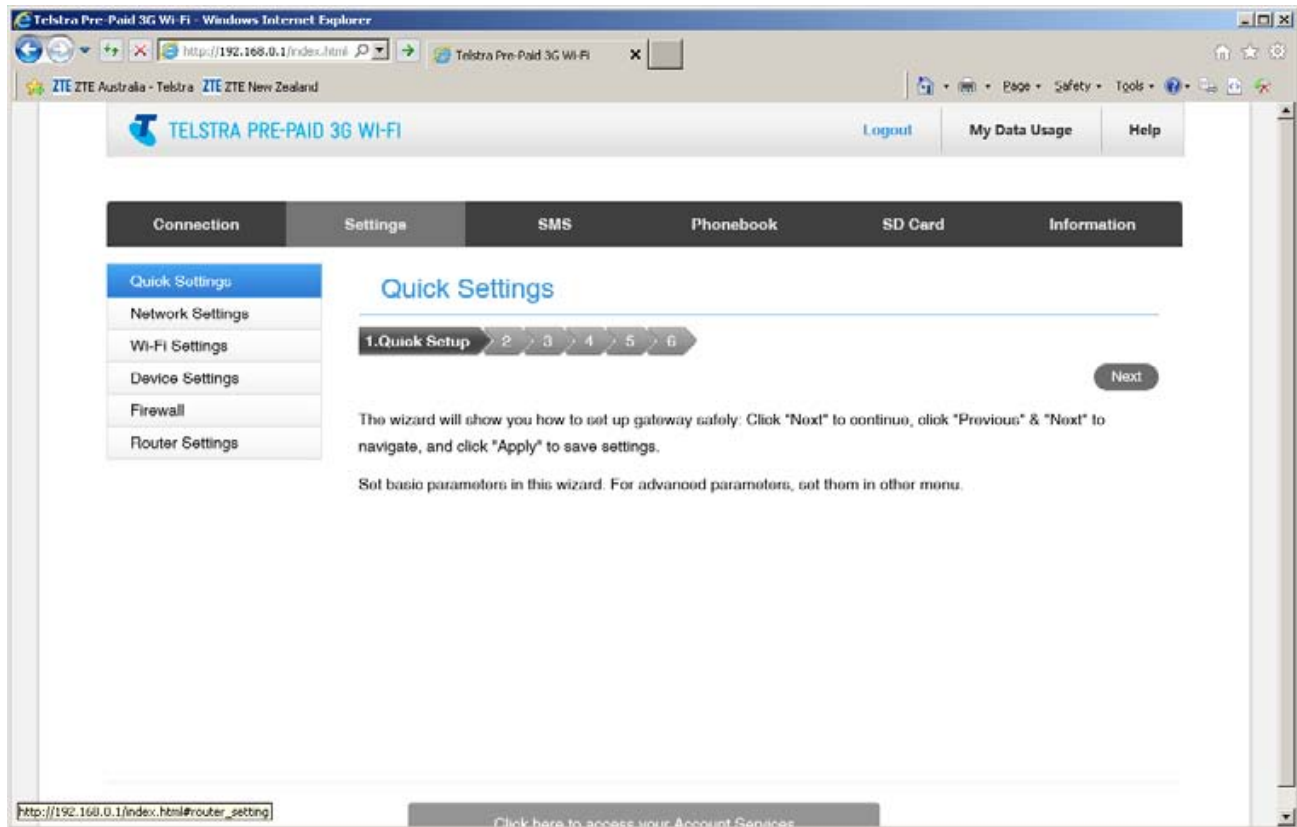 Telstra Pre-Paid 3G Wi-Fi - Windows Internet Explorer
http://192.168.0.1/index.html
Telstra Pre-Paid 3G Wi-Fi
ZTE ZTE Australia - Telstra ZTE ZTE New Zealand
Page Safety Tools
TELSTRA PRE-PAID 3G WI-FI
Logout My Data Usage Help
Connection Settings SMS Phonebook SD Card Information
Quick Settings
Network Settings
Wi-Fi Settings
Device Settings
Firewall
Router Settings
Quick Settings
1.Quick Setup 2 3 4 5 6
Next
The wizard will show you how to set up gateway safely: Click "Next" to continue, click "Previous" & "Next" to
navigate, and click "Apply" to save settings.
Set basic parameters in this wizard. For advanced parameters, set them in other menu.
http://192.168.0.1/index.html#router_setting
Click here to access your Account Services